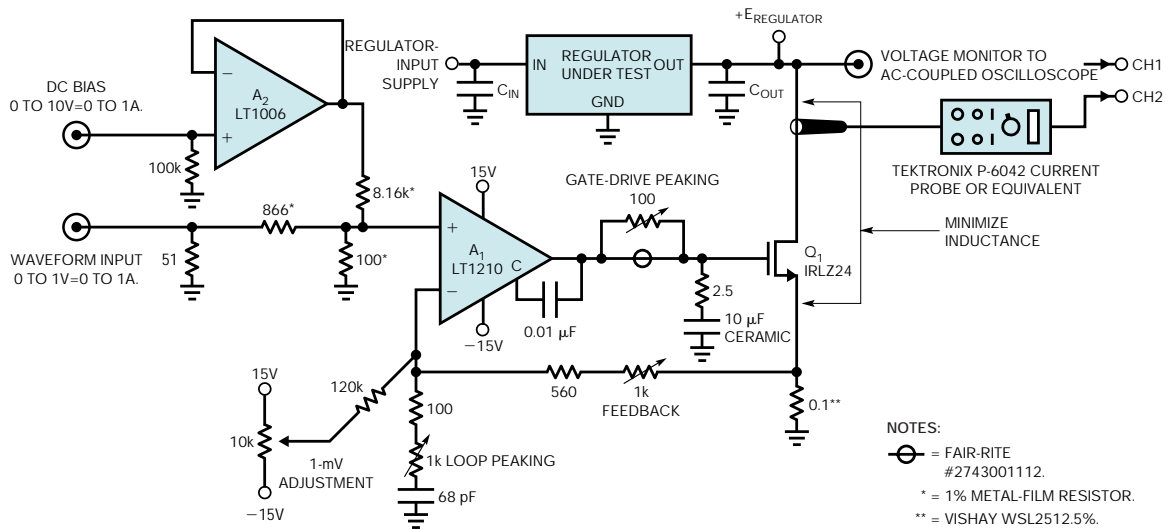 +E REGULATOR
REGULATOR-
INPUT
SUPPLY
IN
REGULATOR
UNDER TEST
OUT
GND
C IN
C OUT
VOLTAGE MONITOR TO
AC-COUPLED OSCILLOSCOPE
CH1
CH2
TEKTRONIX P-6042 CURRENT
PROBE OR EQUIVALENT
MINIMIZE
INDUCTANCE
DC BIAS
0 TO 10V=0 TO 1A.
−
A2
LT1006
+
100k
8.16k*
866*
WAVEFORM INPUT
0 TO 1V=0 TO 1A.
51
100*
15V
+
A1
LT1210
C
−
−15V
0.01 µF
GATE-DRIVE PEAKING
100
Q1
IRLZ24
2.5
10 µF
CERAMIC
560
1k
FEEDBACK
0.1**
120k
15V
10k
−15V
1-mV
ADJUSTMENT
100
1k LOOP PEAKING
68 pF
NOTES:
= FAIR-RITE
#2743001112.
* = 1% METAL-FILM RESISTOR.
** = VISHAY WSL2512.5%.